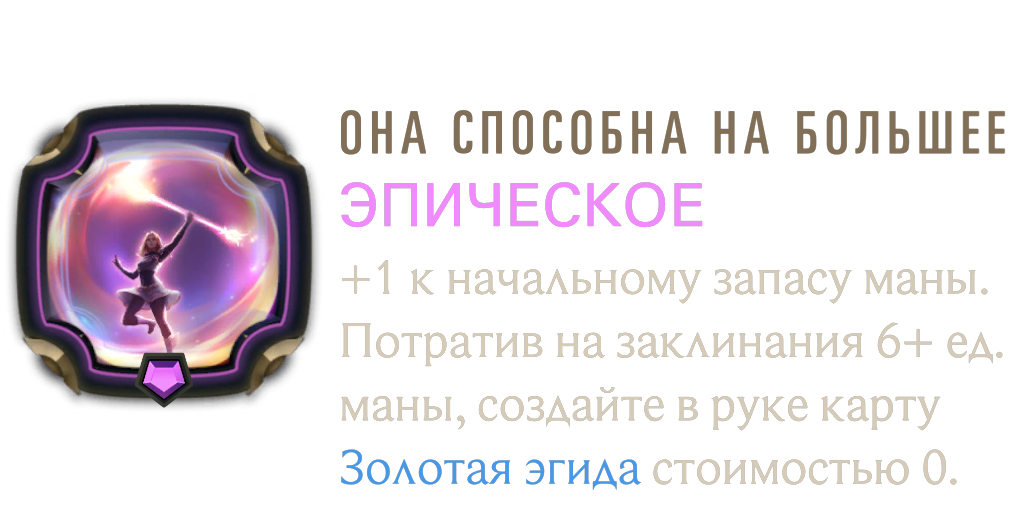 ОНА СПОСОБНА НА БОЛЬШЕЕ
ЭПИЧЕСКОЕ
+1 к начальному запасу маны.
Потратив на заклинания 6+ ед.
маны, создайте в руке карту
Золотая эгида стоимостью 0.